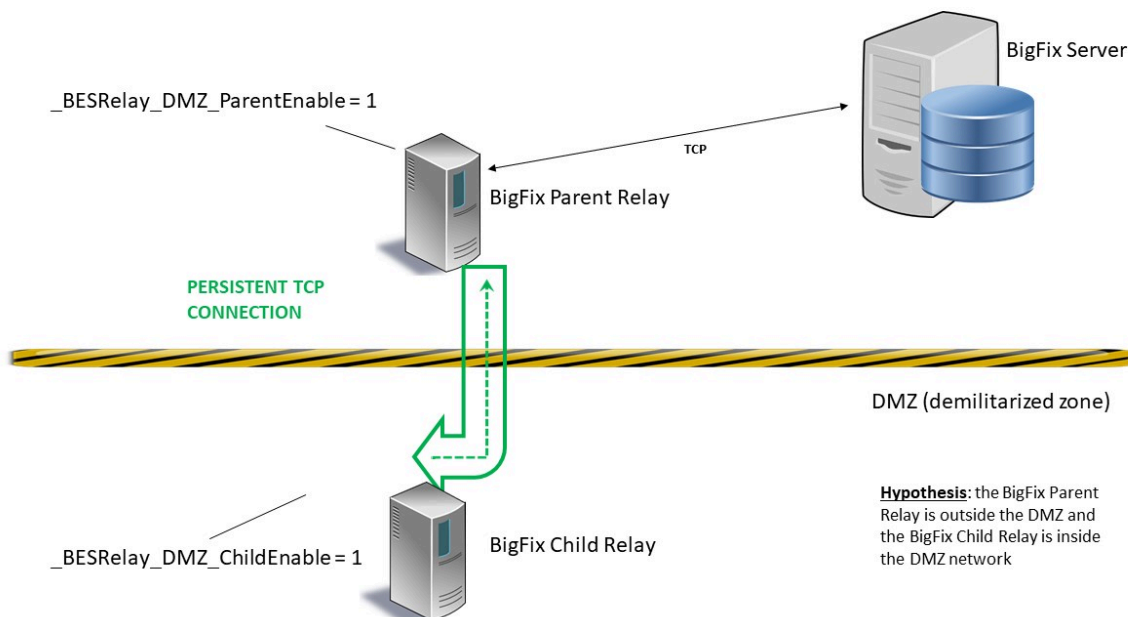 BigFix Server
_BESRelay_DMZ_ParentEnable = 1
TCP
BigFix Parent Relay
PERSISTENT TCP
CONNECTION
DMZ (demilitarized zone)
Hypothesis: the BigFix Parent
Relay is outside the DMZ and
the BigFix Child Relay is inside
the DMZ network
BigFix Child Relay
_BESRelay_DMZ_ChildEnable = 1